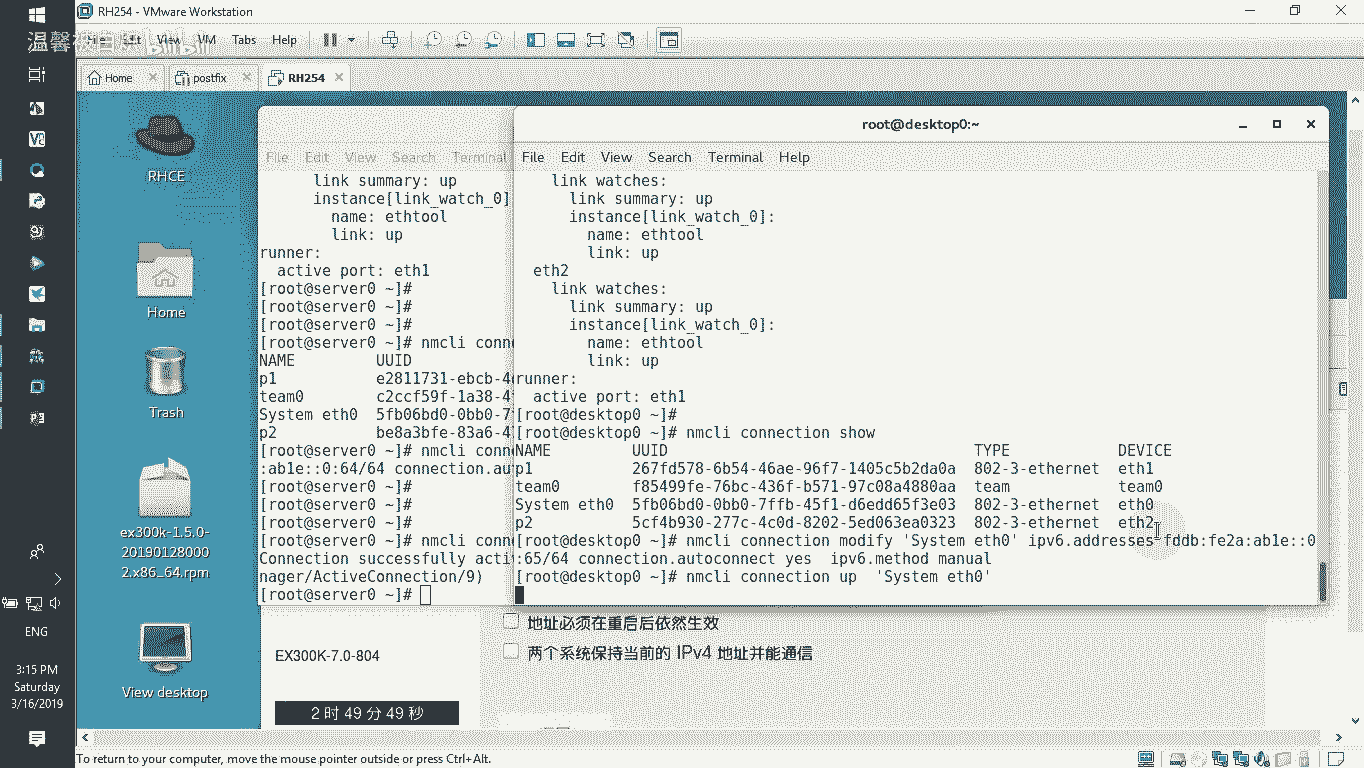 RH254 - VMware Workstation
View VM Tabs Help
Home
postfix
RH254
RHCE
Home
Trash
ex300k-1.5.0-
20190128000
2.x86_64.rpm
View desktop
File Edit View Search Terminal
link summary: up
instance[link_watch_0]
name: ethtool
link: up
runner:
active port: eth1
[root@server0 ~]#
[root@server0 ~]#
[root@server0 ~]#
[root@server0 ~]# nmcli conn
NAME UUID
p1 e2811731-ebcb-4
team0 c2ccf59f-1a38-4
System eth0 5fb06bd0-0bb0-7
p2 be8a3bfe-83a6-4
[root@server0 ~]# nmcli conn
:ab1e::0:64/64 connection.au
[root@server0 ~]#
[root@server0 ~]#
[root@server0 ~]#
[root@server0 ~]# nmcli conn
Connection successfully acti
nager/ActiveConnection/9)
[root@server0 ~]#
root@desktop0:~
File Edit View Search Terminal Help
link watches:
link summary: up
instance[link_watch_0]:
name: ethtool
link: up
eth2
link watches:
link summary: up
instance[link_watch_0]:
name: ethtool
link: up
runner:
active port: eth1
[root@desktop0 ~]#
[root@desktop0 ~]# nmcli connection show
NAME UUID TYPE DEVICE
p1 267fd578-6b54-46ae-96f7-1405c5b2da0a 802-3-ethernet eth1
team0 f85499fe-76bc-436f-b571-97c08a4880aa team team0
System eth0 5fb06bd0-0bb0-7ffb-45f1-d6edd65f3e03 802-3-ethernet eth0
p2 5cf4b930-277c-4c0d-8202-5ed063ea0323 802-3-ethernet eth2
[root@desktop0 ~]# nmcli connection modify 'System eth0' ipv6.addresses fddb:fe2a:ab1e::0
:65/64 connection.autoconnect yes ipv6.method manual
[root@desktop0 ~]# nmcli connection up 'System eth0'
地址必须在重启后依然生效
两个系统保持当前的 IPv4 地址并能通信
EX300K-7.0-804
2 时 49 分 49 秒
ENG
3:15 PM
Saturday
3/16/2019
To return to your computer, move the mouse pointer outside or press Ctrl+Alt.